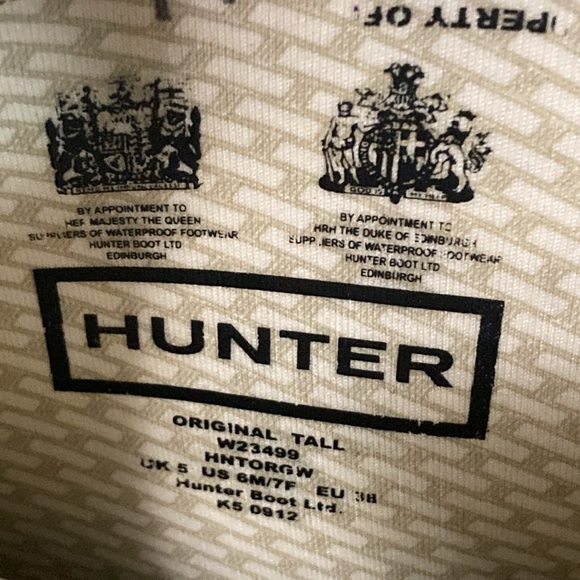 PROPERTY OF:
BY APPOINTMENT TO
HER MAJESTY THE QUEEN
SUPPLIERS OF WATERPROOF FOOTWEAR
HUNTER BOOT LTD
EDINBURGH
BY APPOINTMENT TO
HRH THE DUKE OF EDINBURGH
SUPPLIERS OF WATERPROOF FOOTWEAR
HUNTER BOOT LTD
EDINBURGH
HUNTER
ORIGINAL TALL
W23499
HNTORGW
UK 5 US 6M/7F EU 38
Hunter Boot Ltd.
K5 0912